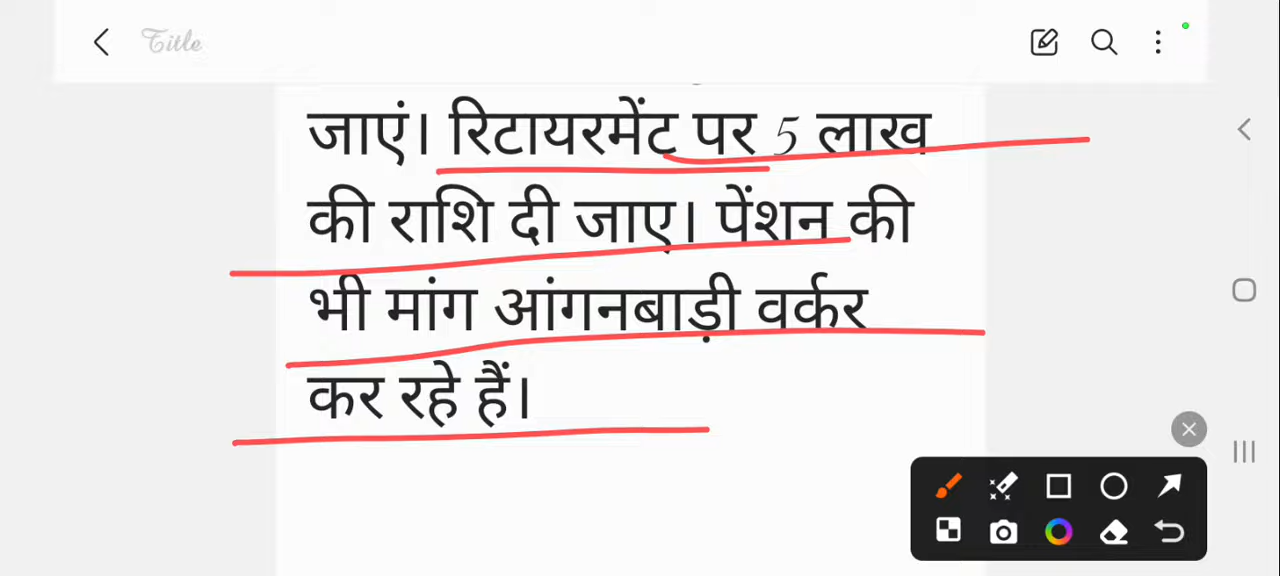 Title
जाएं। रिटायरमेंट पर 5 लाख
की राशि दी जाए। पेंशन की
भी मांग आंगनबाड़ी वर्कर
कर रहे हैं।